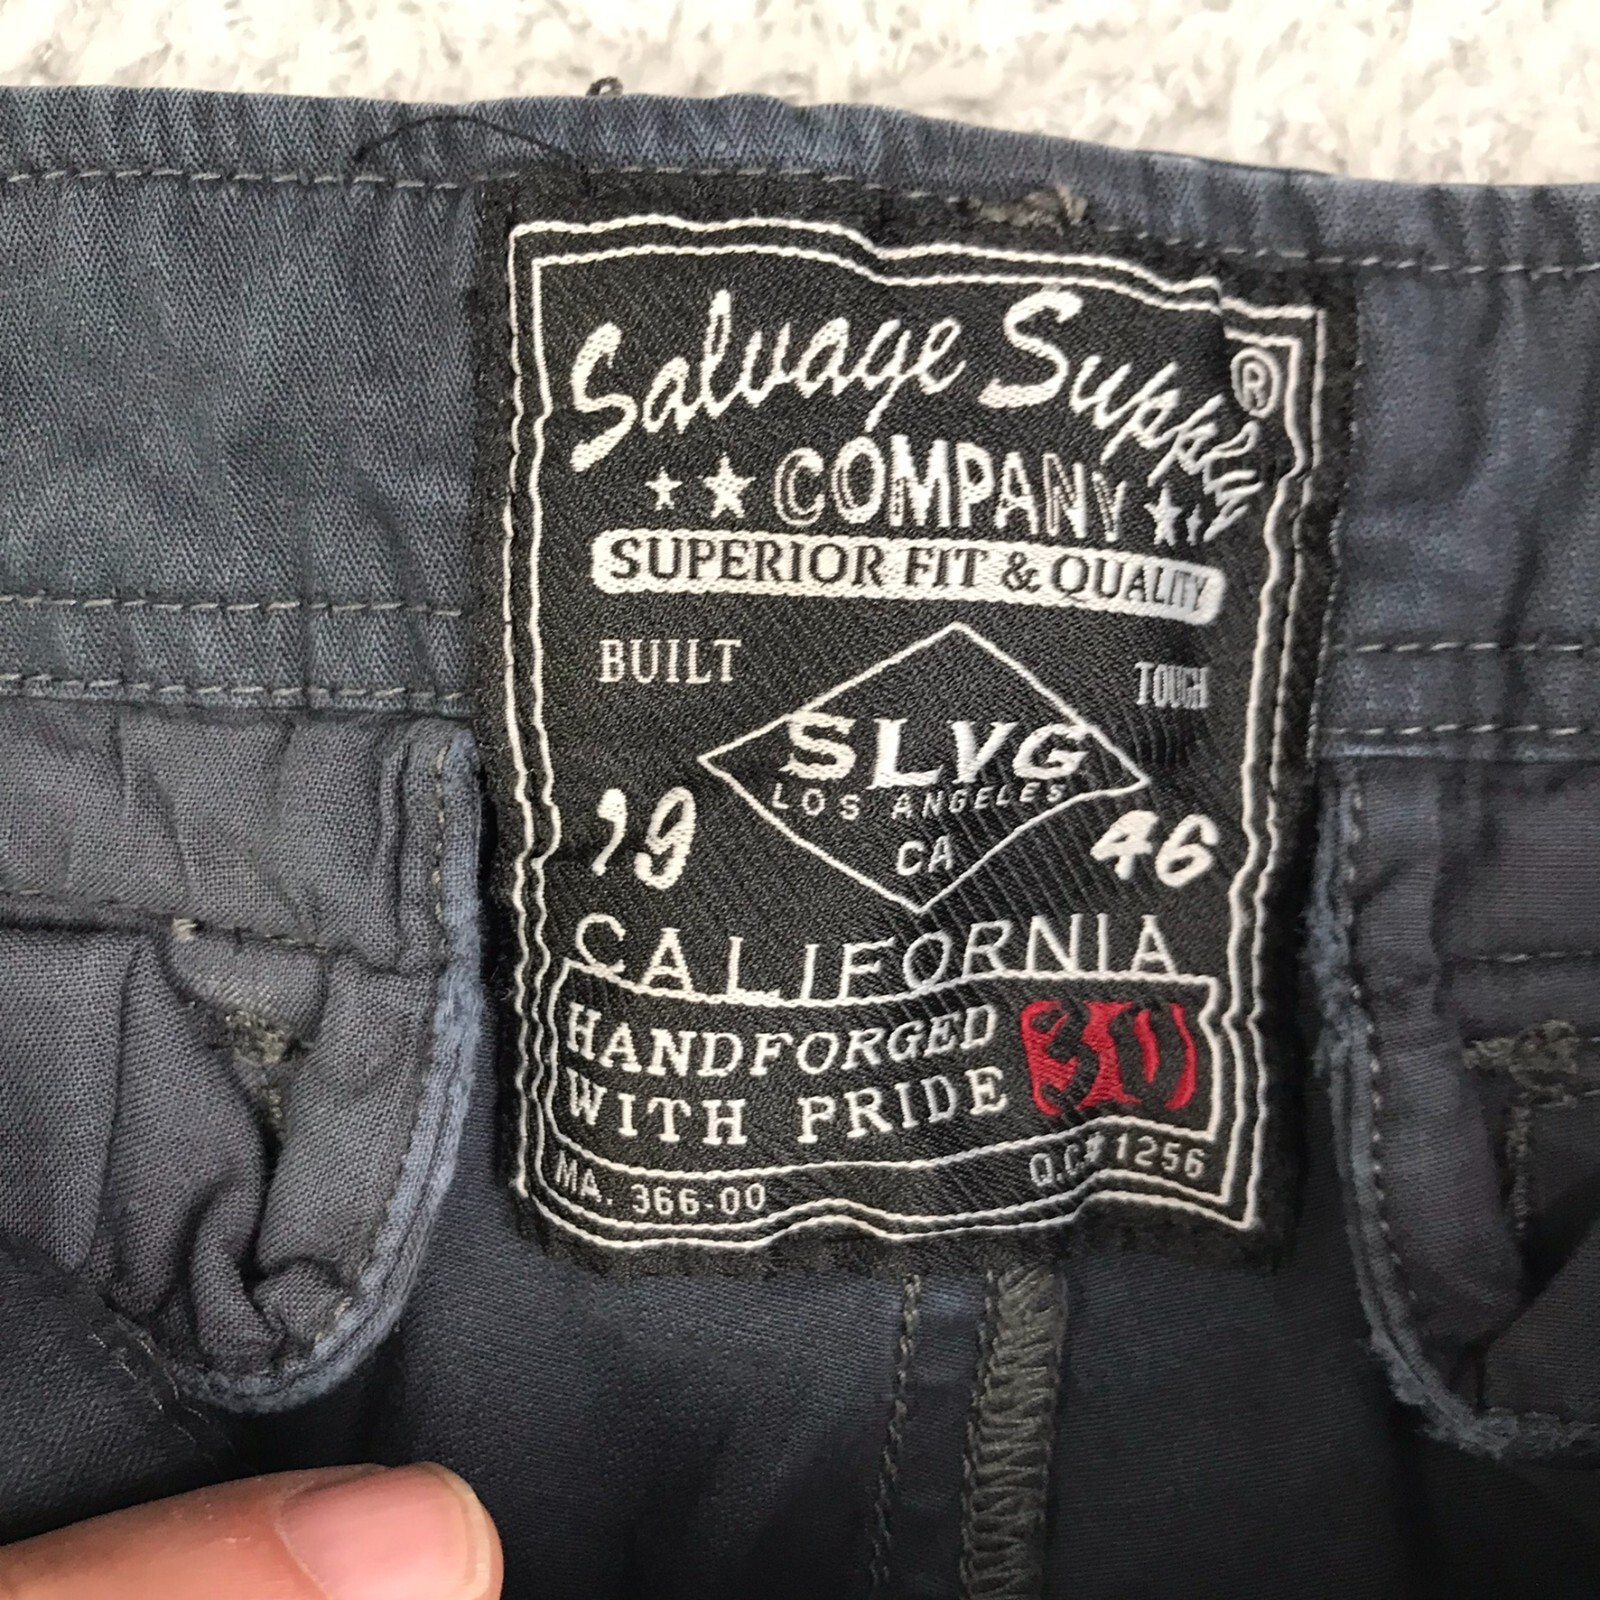 Salvage Supply ®
COMPANY
SUPERIOR FIT & QUALITY
BUILT TOUGH
SLVG
LOS ANGELES
CA
19 46
CALIFORNIA
HANDFORGED 30
WITH PRIDE
MA. 366-00 Q.C.# 1256